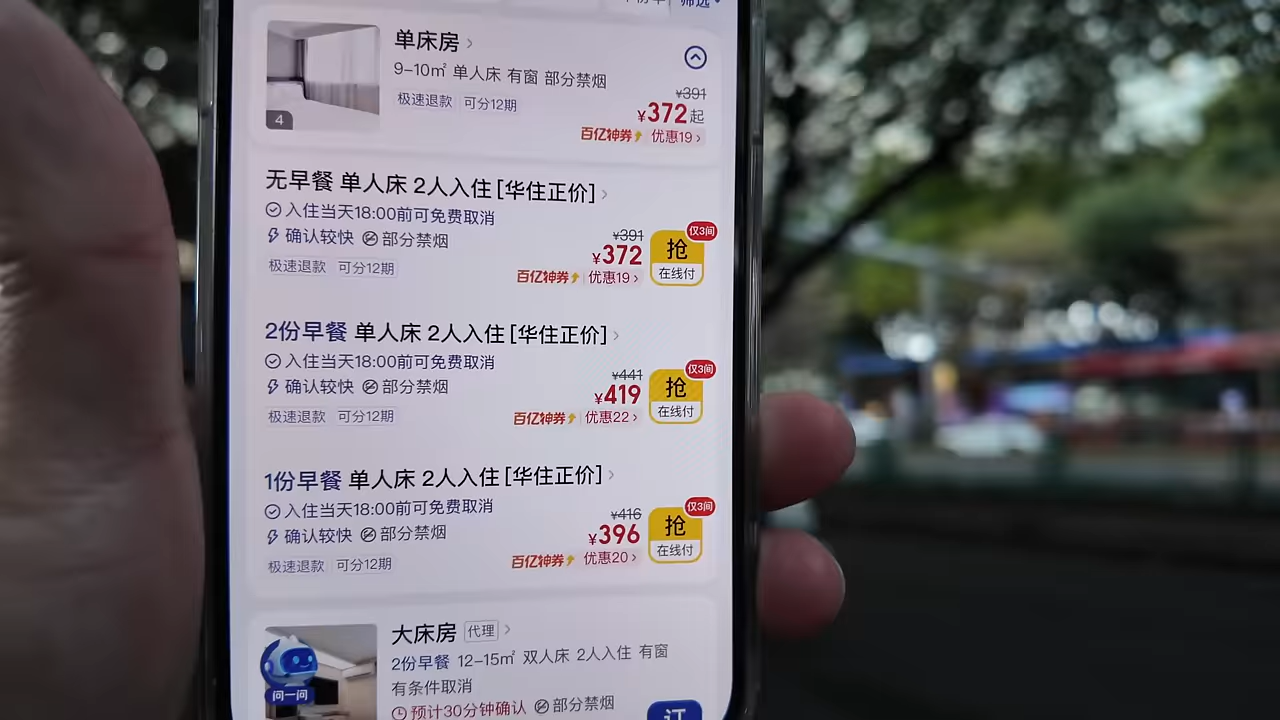 筛选
单床房 >
9-10㎡ 单人床 有窗 部分禁烟
极速退款 可分12期
¥391
¥372起
百亿神券 优惠19 >
4
无早餐 单人床 2人入住 [华住正价] >
入住当天18:00前可免费取消
确认较快 部分禁烟
极速退款 可分12期
¥391
¥372
百亿神券 优惠19 >
仅3间
抢
在线付
2份早餐 单人床 2人入住 [华住正价] >
入住当天18:00前可免费取消
确认较快 部分禁烟
极速退款 可分12期
¥441
¥419
百亿神券 优惠22 >
仅3间
抢
在线付
1份早餐 单人床 2人入住 [华住正价] >
入住当天18:00前可免费取消
确认较快 部分禁烟
极速退款 可分12期
¥416
¥396
百亿神券 优惠20 >
仅3间
抢
在线付
大床房 代理 >
2份早餐 12-15㎡ 双人床 2人入住 有窗
有条件取消
预计30分钟确认 部分禁烟
问一问
订